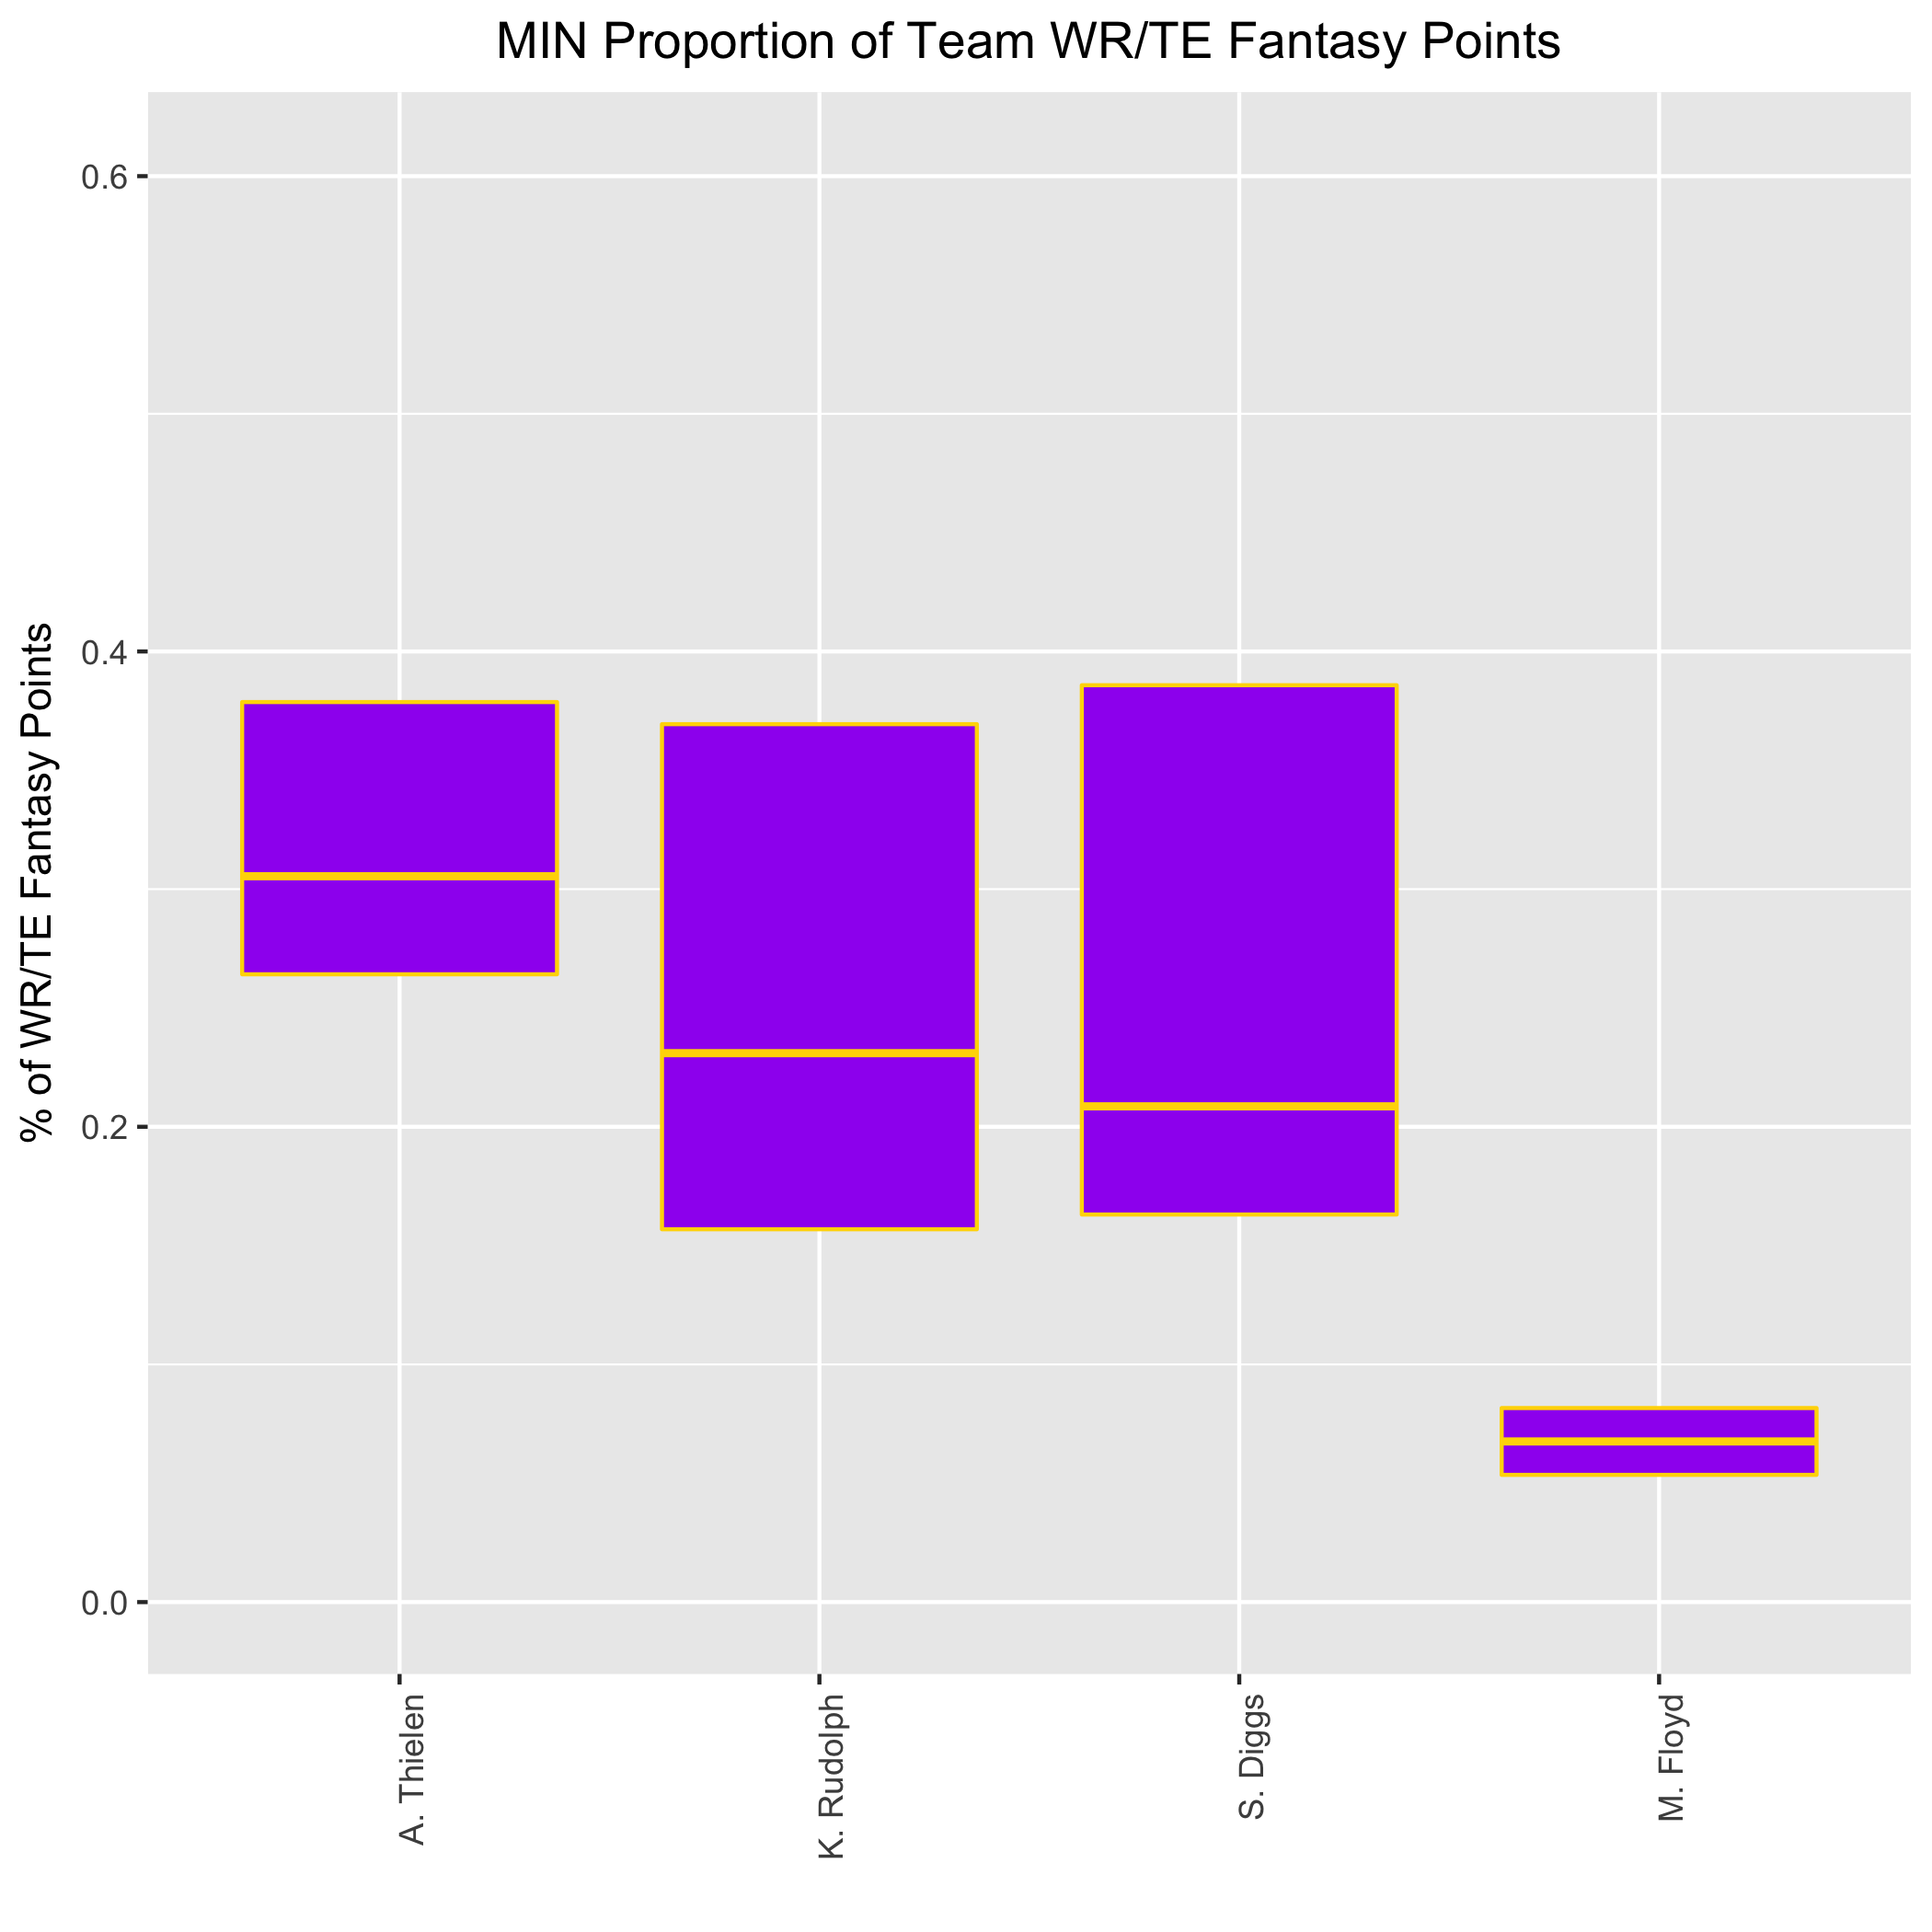 MIN Proportion of Team WR/TE Fantasy Points
% of WR/TE Fantasy Points
0.6
0.4
0.2
0.0
A. Thielen
K. Rudolph
S. Diggs
M. Floyd